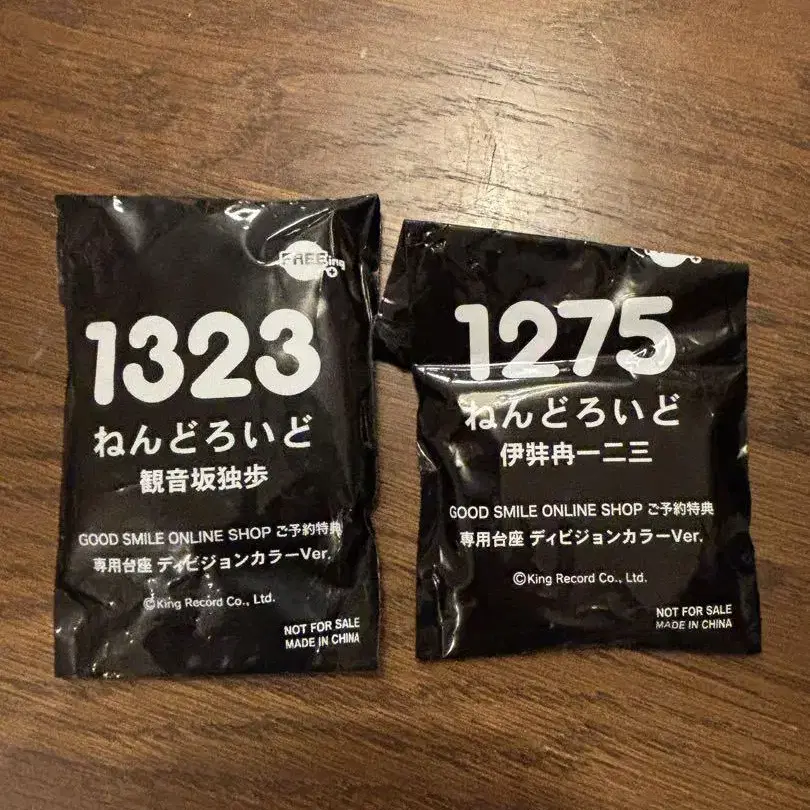 FREEing
1323
ねんどろいど
観音坂独歩
GOOD SMILE ONLINE SHOP ご予約特典
専用台座 ディビジョンカラーVer.
©King Record Co., Ltd.
NOT FOR SALE
MADE IN CHINA
1275
ねんどろいど
伊弉冉一二三
GOOD SMILE ONLINE SHOP ご予約特典
専用台座 ディビジョンカラーVer.
©King Record Co., Ltd.
NOT FOR SALE
MADE IN CHINA